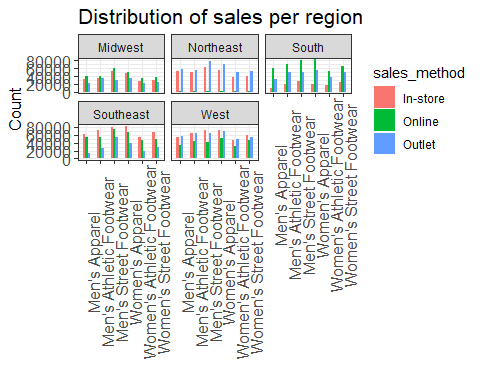 Distribution of sales per region
Midwest
Northeast
South
80000
60000
40000
20000
0
Southeast
West
80000
60000
40000
20000
0
Count
Men's Apparel
Men's Athletic Footwear
Men's Street Footwear
Women's Apparel
Women's Athletic Footwear
Women's Street Footwear
Men's Apparel
Men's Athletic Footwear
Men's Street Footwear
Women's Apparel
Women's Athletic Footwear
Women's Street Footwear
Men's Apparel
Men's Athletic Footwear
Men's Street Footwear
Women's Apparel
Women's Athletic Footwear
Women's Street Footwear
sales_method
In-store
Online
Outlet